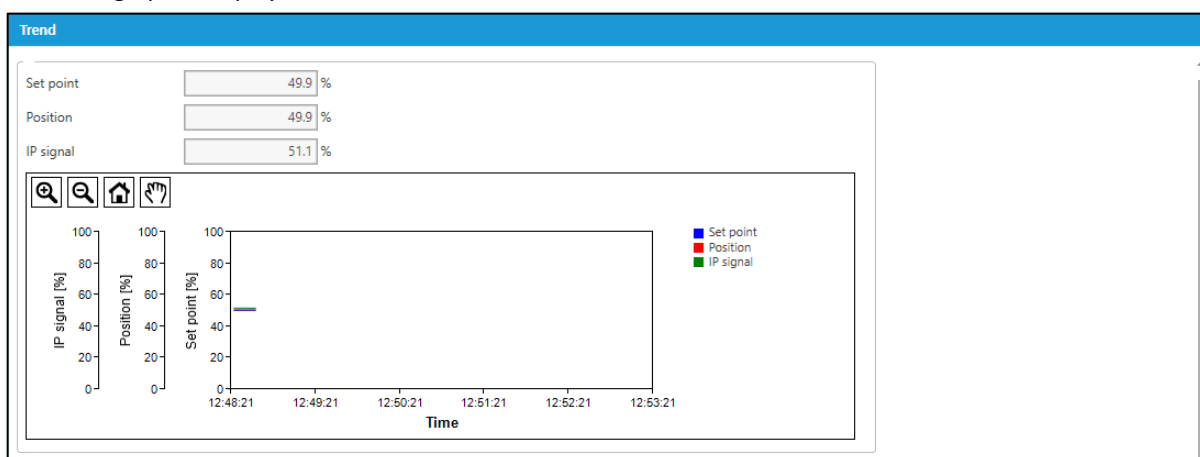 Trend
Set point 49.9 %
Position 49.9 %
IP signal 51.1 %
100 100 100 Set point
Position
80 80 80 IP signal
60 60 60
40 40 40
20 20 20
0 0 0
IP signal [%] Position [%] Set point [%]
12:48:21 12:49:21 12:50:21 12:51:21 12:52:21 12:53:21
Time